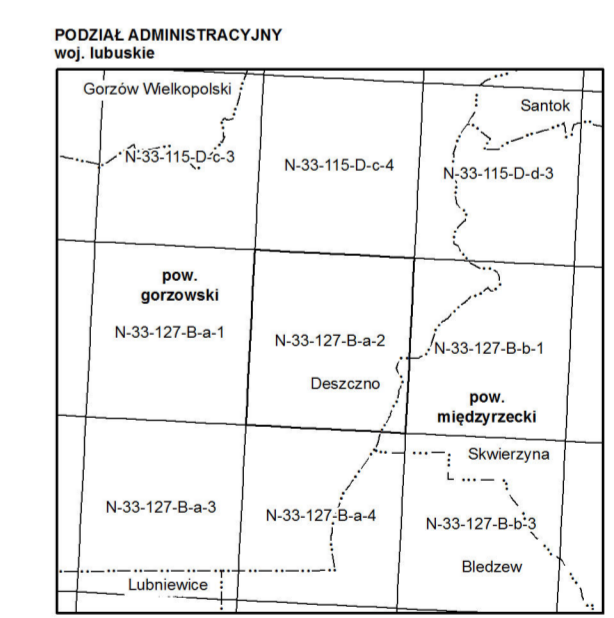 PODZIAŁ ADMINISTRACYJNY
woj. lubuskie
Gorzów Wielkopolski
Santok
N-33-115-D-c-3
N-33-115-D-c-4
N-33-115-D-d-3
pow.
gorzowski
N-33-127-B-a-1
N-33-127-B-a-2
N-33-127-B-b-1
Deszczno
pow.
międzyrzecki
Skwierzyna
N-33-127-B-a-3
N-33-127-B-a-4
N-33-127-B-b-3
Bledzew
Lubniewice